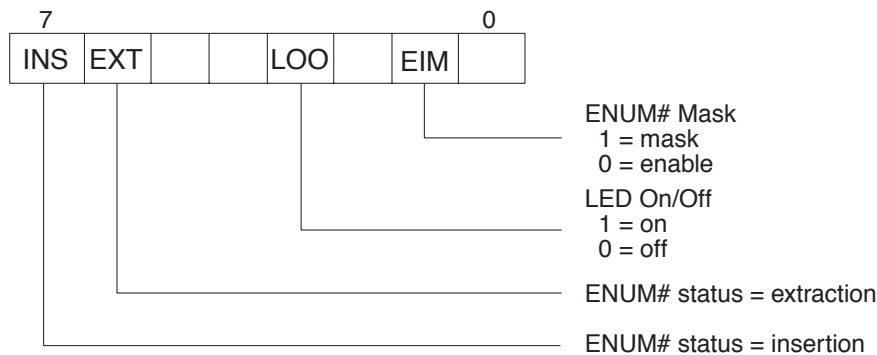 7 0
INS EXT LOO EIM
ENUM# Mask
1 = mask
0 = enable
LED On/Off
1 = on
0 = off
ENUM# status = extraction
ENUM# status = insertion